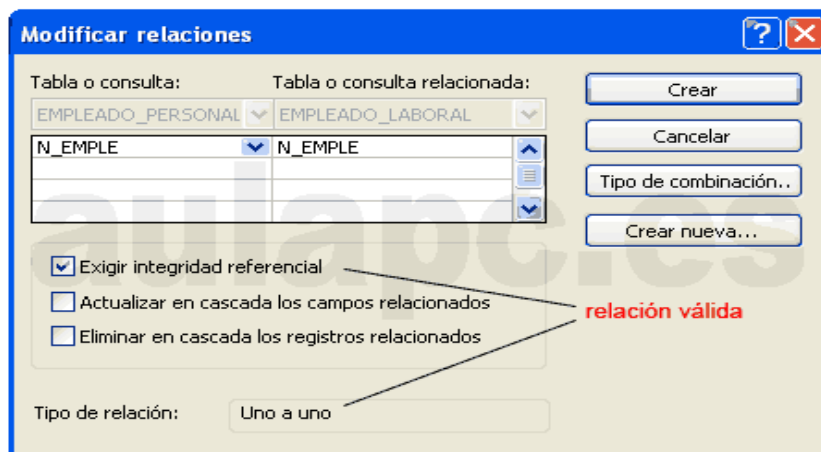 Modificar relaciones
Tabla o consulta: Tabla o consulta relacionada:
EMPLEADO_PERSONAL EMPLEADO_LABORAL
N_EMPLE N_EMPLE
Crear
Cancelar
Tipo de combinación..
Crear nueva...
aulapc.es
Exigir integridad referencial
Actualizar en cascada los campos relacionados
Eliminar en cascada los registros relacionados
relación válida
Tipo de relación: Uno a uno